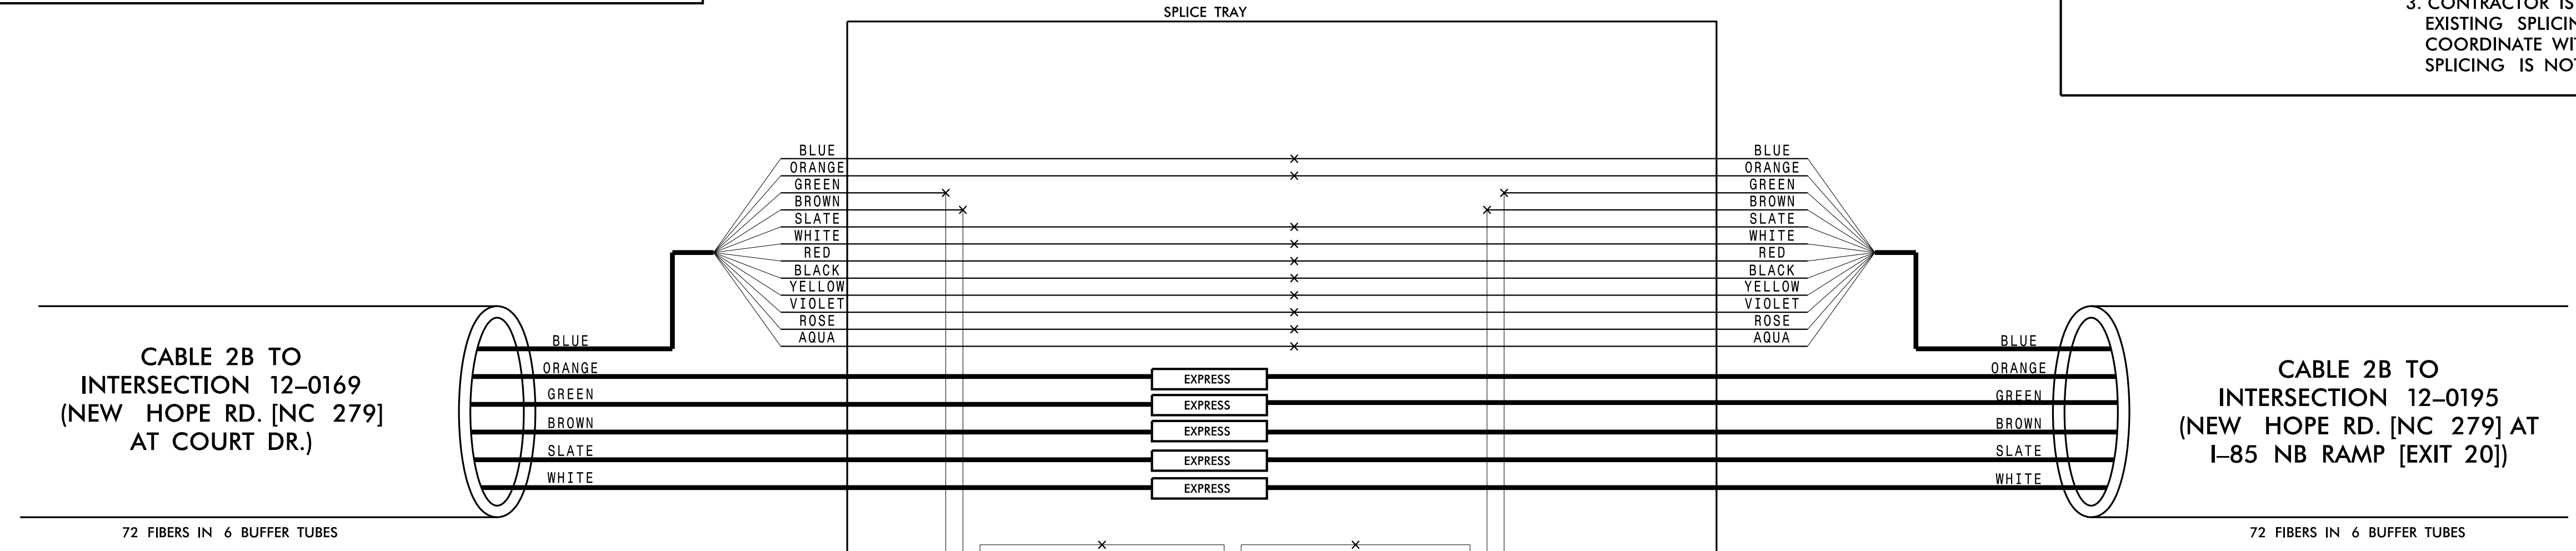 SPLICE TRAY
3. CONTRACTOR IS
EXISTING SPLICIN
COORDINATE WIT
SPLICING IS NOT
BLUE
ORANGE
GREEN
BROWN
SLATE
WHITE
RED
BLACK
YELLOW
VIOLET
ROSE
AQUA
BLUE
ORANGE
GREEN
BROWN
SLATE
WHITE
RED
BLACK
YELLOW
VIOLET
ROSE
AQUA
CABLE 2B TO
INTERSECTION 12–0169
(NEW HOPE RD. [NC 279]
AT COURT DR.)
BLUE
ORANGE
GREEN
BROWN
SLATE
WHITE
EXPRESS
EXPRESS
EXPRESS
EXPRESS
EXPRESS
BLUE
ORANGE
GREEN
BROWN
SLATE
WHITE
CABLE 2B TO
INTERSECTION 12–0195
(NEW HOPE RD. [NC 279] AT
I–85 NB RAMP [EXIT 20])
72 FIBERS IN 6 BUFFER TUBES
72 FIBERS IN 6 BUFFER TUBES